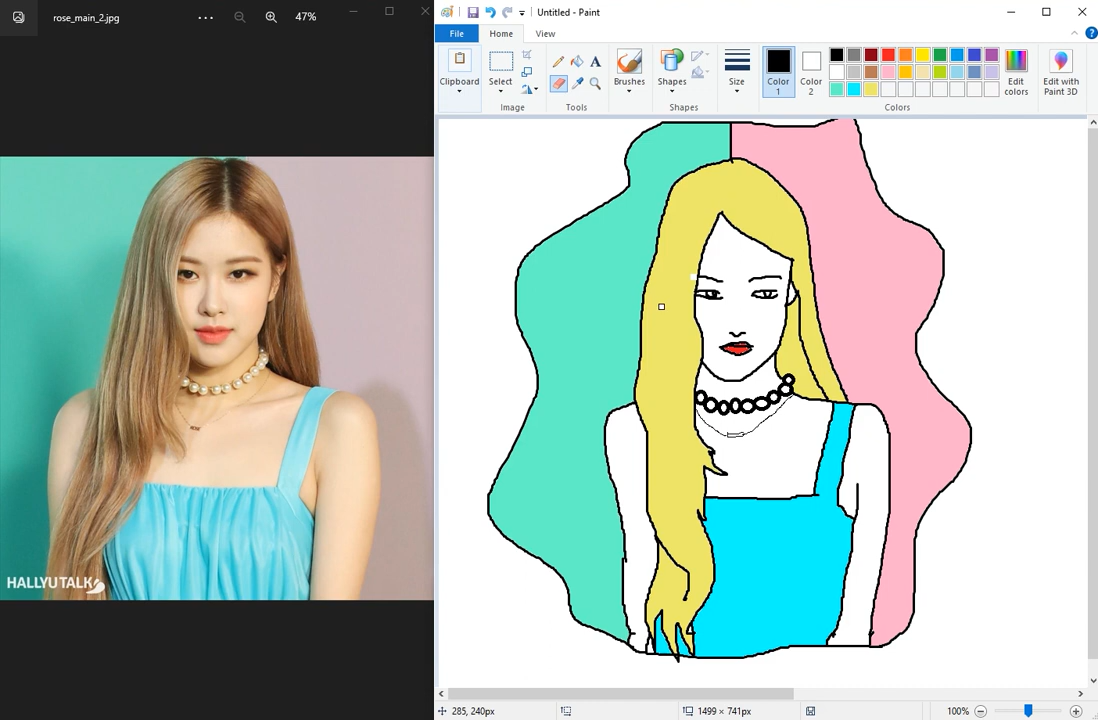 rose_main_2.jpg
47%
Untitled - Paint
File
Home
View
Clipboard
Select
Image
Tools
Brushes
Shapes
Shapes
Size
Color 1
Color 2
Edit colors
Colors
Edit with Paint 3D
HALLYUTALK
285, 240px
1499 × 741px
100%